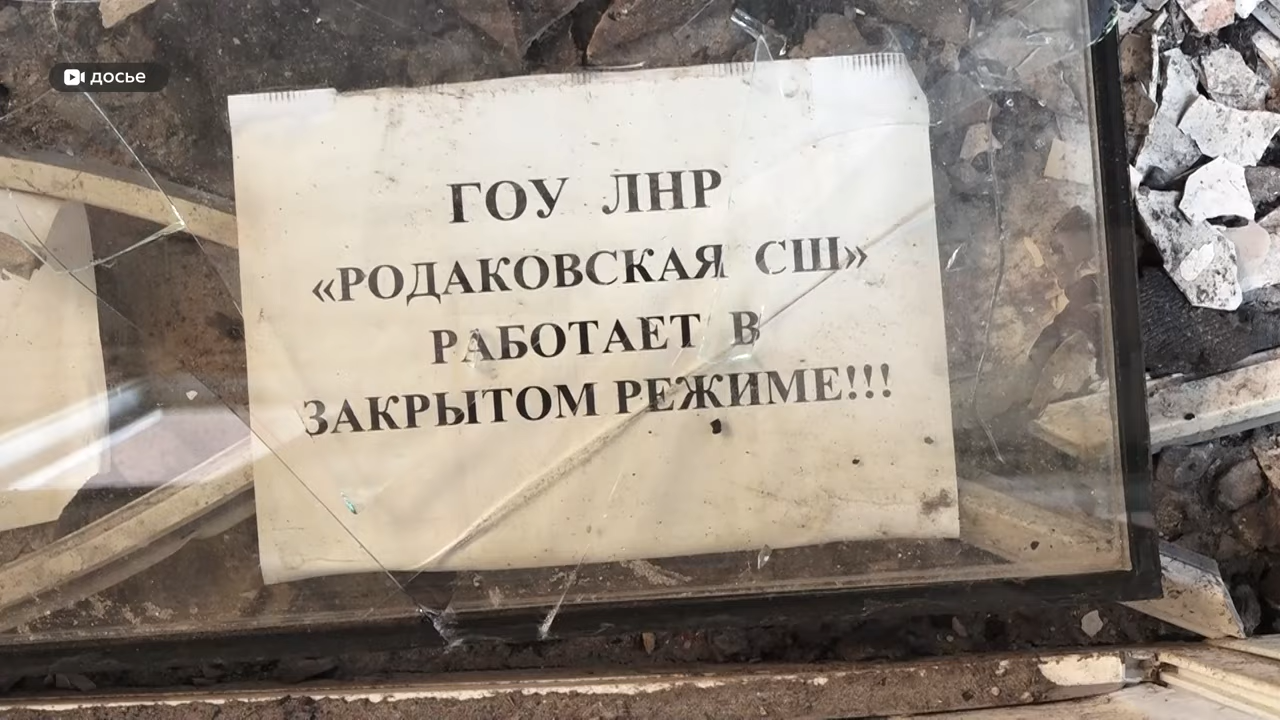 досье
ГОУ ЛНР
«РОДАКОВСКАЯ СШ»
РАБОТАЕТ В
ЗАКРЫТОМ РЕЖИМЕ!!!